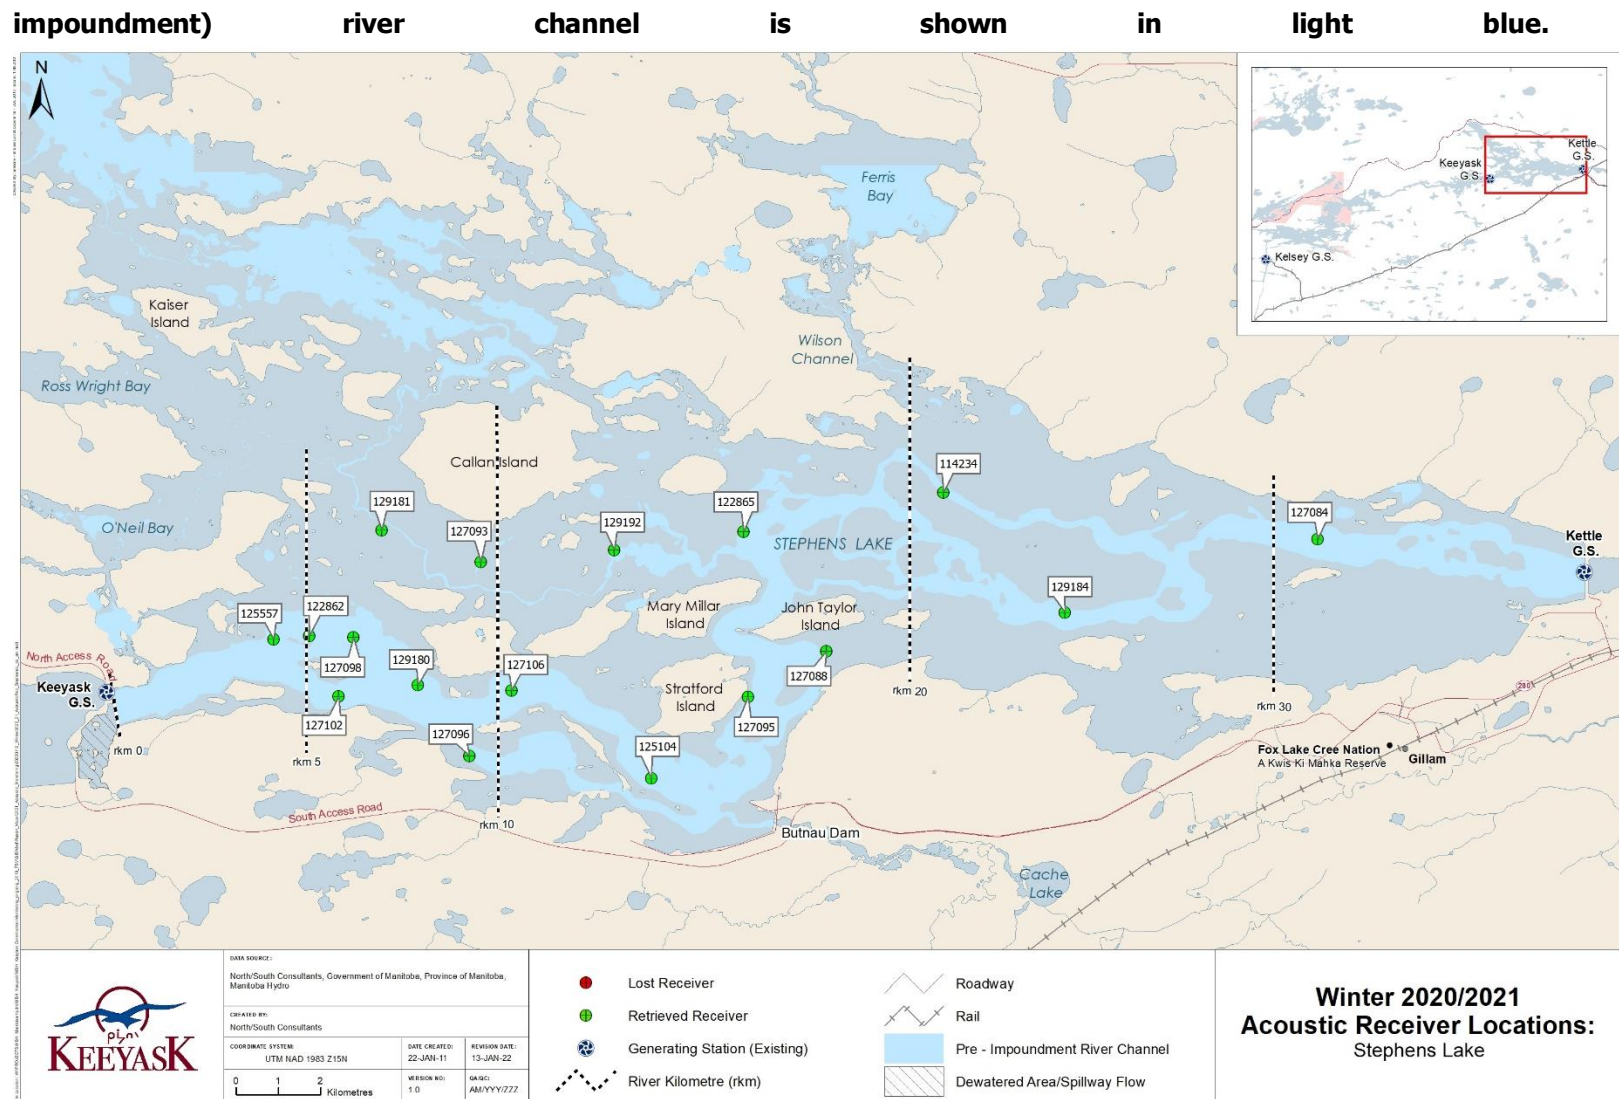 impoundment) river channel is shown in light blue.
N
Ferris
Bay
Keeyask
G.S.
Kettle
G.S.
Kelsey G.S.
Kaiser
Island
Wilson
Channel
Ross Wright Bay
Callan Island
114234
129181
122865
127084
O'Neil Bay
127093
129192
STEPHENS LAKE
Kettle
G.S.
129184
125557
122862
Mary Millar
Island
John Taylor
Island
North Access Road
127098
129180
127106
127088
Keeyask
G.S.
Stratford
Island
rkm 20
280
127102
127095
rkm 30
127096
125104
rkm 0
rkm 5
Fox Lake Cree Nation
A Kwis Ki Mahka Reserve
Gillam
South Access Road
rkm 10
Butnau Dam
Cache
Lake
KEEYASK
DATA SOURCE:
North/South Consultants, Government of Manitoba, Province of Manitoba,
Manitoba Hydro
CREATED BY:
North/South Consultants
COORDINATE SYSTEM:
UTM NAD 1983 Z15N
DATE CREATED:
22-JAN-11
REVISION DATE:
13-JAN-22
0 1 2 Kilometres
VERSION NO:
1.0
QA/QC:
AM/YYY/ZZZ
Lost Receiver
Retrieved Receiver
Generating Station (Existing)
River Kilometre (rkm)
Roadway
Rail
Pre - Impoundment River Channel
Dewatered Area/Spillway Flow
Winter 2020/2021
Acoustic Receiver Locations:
Stephens Lake